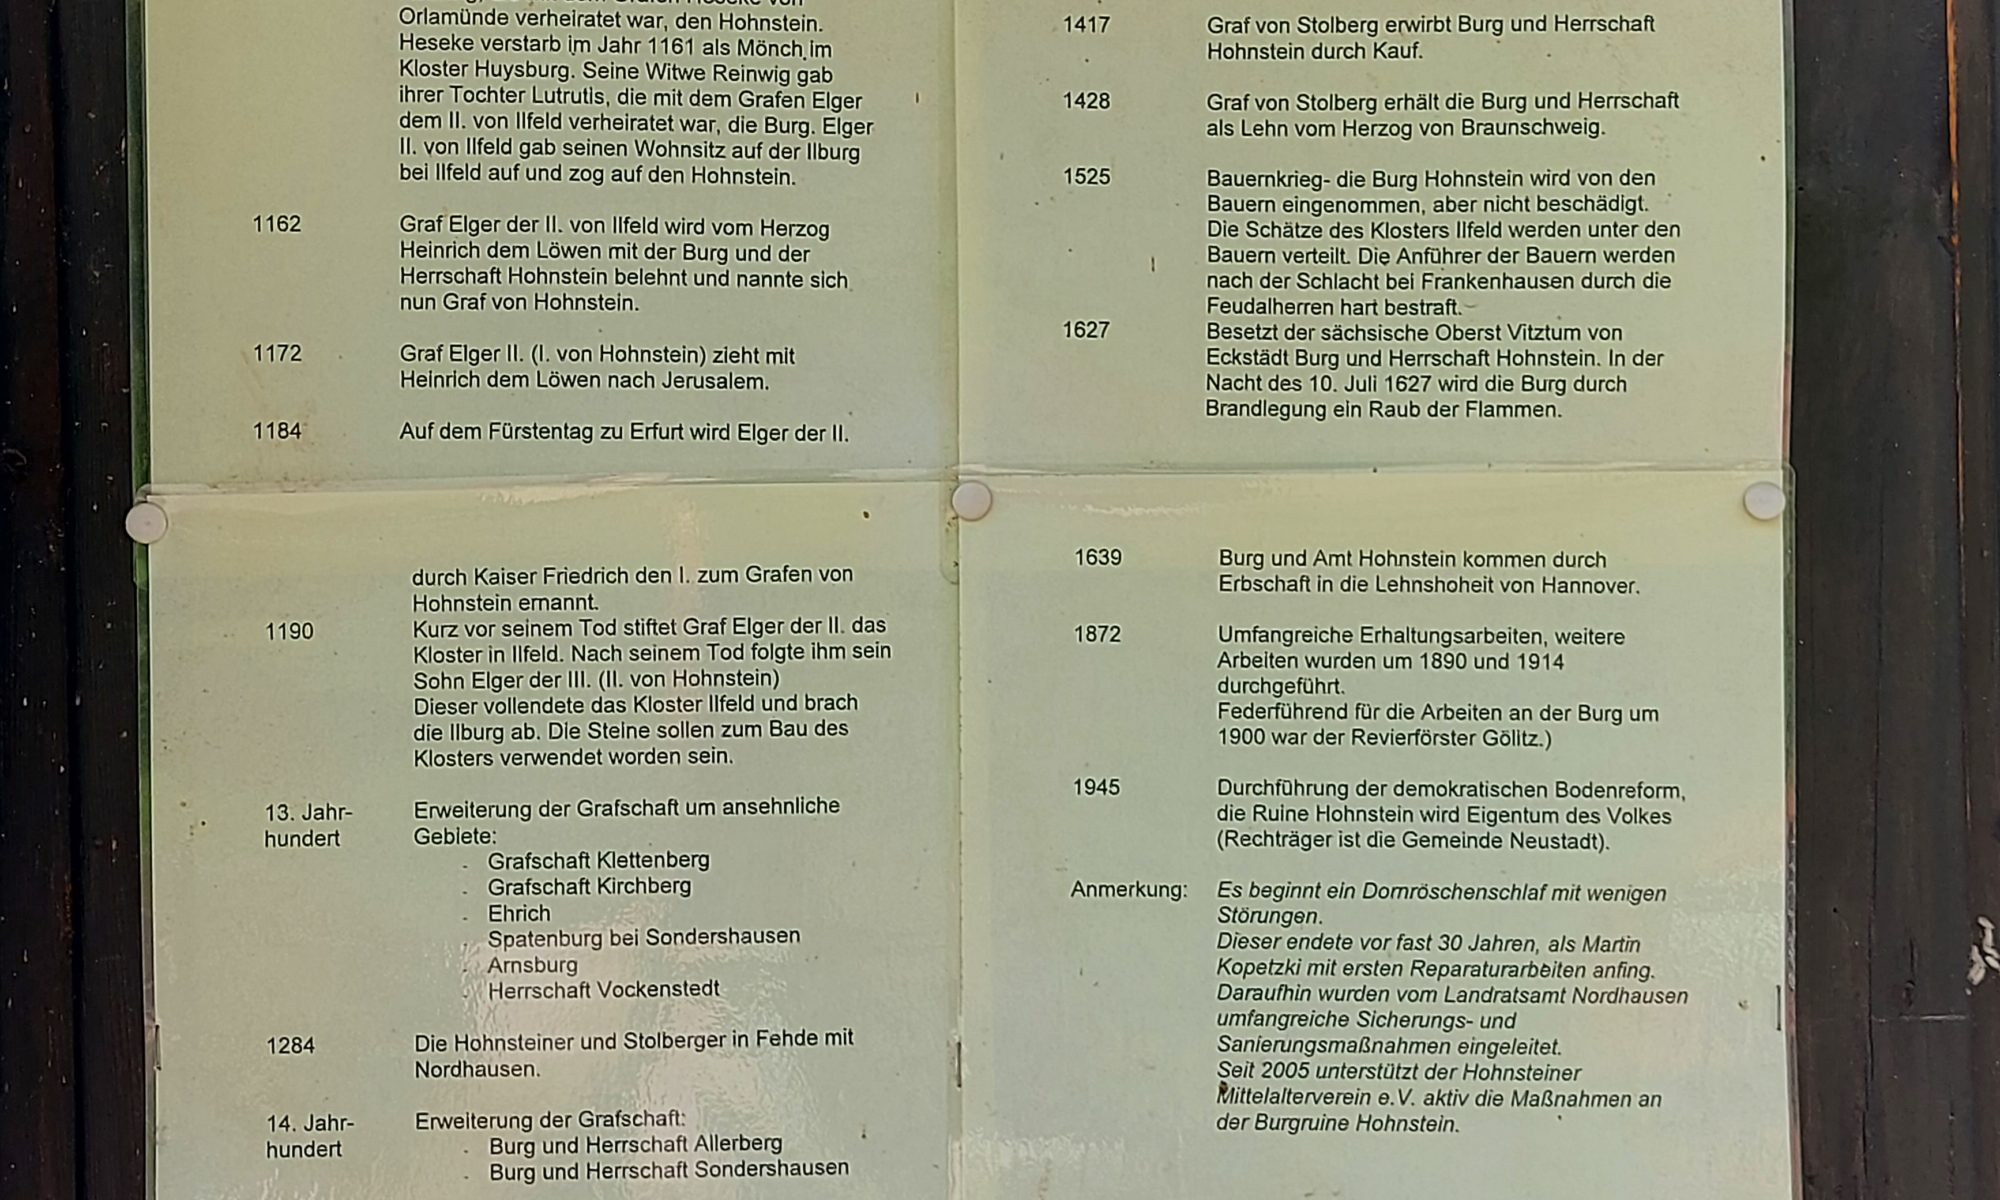 Orlamünde verheiratet war, den Hohnstein.
Heseke verstarb im Jahr 1161 als Mönch im
Kloster Huysburg. Seine Witwe Reinwig gab
ihrer Tochter Lutrutis, die mit dem Grafen Elger
dem II. von Ilfeld verheiratet war, die Burg. Elger
II. von Ilfeld gab seinen Wohnsitz auf der Ilburg
bei Ilfeld auf und zog auf den Hohnstein.
1162 Graf Elger der II. von Ilfeld wird vom Herzog
Heinrich dem Löwen mit der Burg und der
Herrschaft Hohnstein belehnt und nannte sich
nun Graf von Hohnstein.
1172 Graf Elger II. (I. von Hohnstein) zieht mit
Heinrich dem Löwen nach Jerusalem.
1184 Auf dem Fürstentag zu Erfurt wird Elger der II.
durch Kaiser Friedrich den I. zum Grafen von
Hohnstein ernannt.
1190 Kurz vor seinem Tod stiftet Graf Elger der II. das
Kloster in Ilfeld. Nach seinem Tod folgte ihm sein
Sohn Elger der III. (II. von Hohnstein)
Dieser vollendete das Kloster Ilfeld und brach
die Ilburg ab. Die Steine sollen zum Bau des
Klosters verwendet worden sein.
13. Jahr- Erweiterung der Grafschaft um ansehnliche
hundert Gebiete:
- Grafschaft Klettenberg
- Grafschaft Kirchberg
- Ehrich
- Spatenburg bei Sondershausen
- Arnsburg
- Herrschaft Vockenstedt
1284 Die Hohnsteiner und Stolberger in Fehde mit
Nordhausen.
14. Jahr- Erweiterung der Grafschaft:
hundert - Burg und Herrschaft Allerberg
- Burg und Herrschaft Sondershausen
1417 Graf von Stolberg erwirbt Burg und Herrschaft
Hohnstein durch Kauf.
1428 Graf von Stolberg erhält die Burg und Herrschaft
als Lehn vom Herzog von Braunschweig.
1525 Bauernkrieg- die Burg Hohnstein wird von den
Bauern eingenommen, aber nicht beschädigt.
Die Schätze des Klosters Ilfeld werden unter den
Bauern verteilt. Die Anführer der Bauern werden
nach der Schlacht bei Frankenhausen durch die
Feudalherren hart bestraft.
1627 Besetzt der sächsische Oberst Vitztum von
Eckstädt Burg und Herrschaft Hohnstein. In der
Nacht des 10. Juli 1627 wird die Burg durch
Brandlegung ein Raub der Flammen.
1639 Burg und Amt Hohnstein kommen durch
Erbschaft in die Lehnshoheit von Hannover.
1872 Umfangreiche Erhaltungsarbeiten, weitere
Arbeiten wurden um 1890 und 1914
durchgeführt.
Federführend für die Arbeiten an der Burg um
1900 war der Revierförster Gölitz.)
1945 Durchführung der demokratischen Bodenreform,
die Ruine Hohnstein wird Eigentum des Volkes
(Rechträger ist die Gemeinde Neustadt).
Anmerkung: Es beginnt ein Dornröschenschlaf mit wenigen
Störungen.
Dieser endete vor fast 30 Jahren, als Martin
Kopetzki mit ersten Reparaturarbeiten anfing.
Daraufhin wurden vom Landratsamt Nordhausen
umfangreiche Sicherungs- und
Sanierungsmaßnahmen eingeleitet.
Seit 2005 unterstützt der Hohnsteiner
Mittelalterverein e.V. aktiv die Maßnahmen an
der Burgruine Hohnstein.